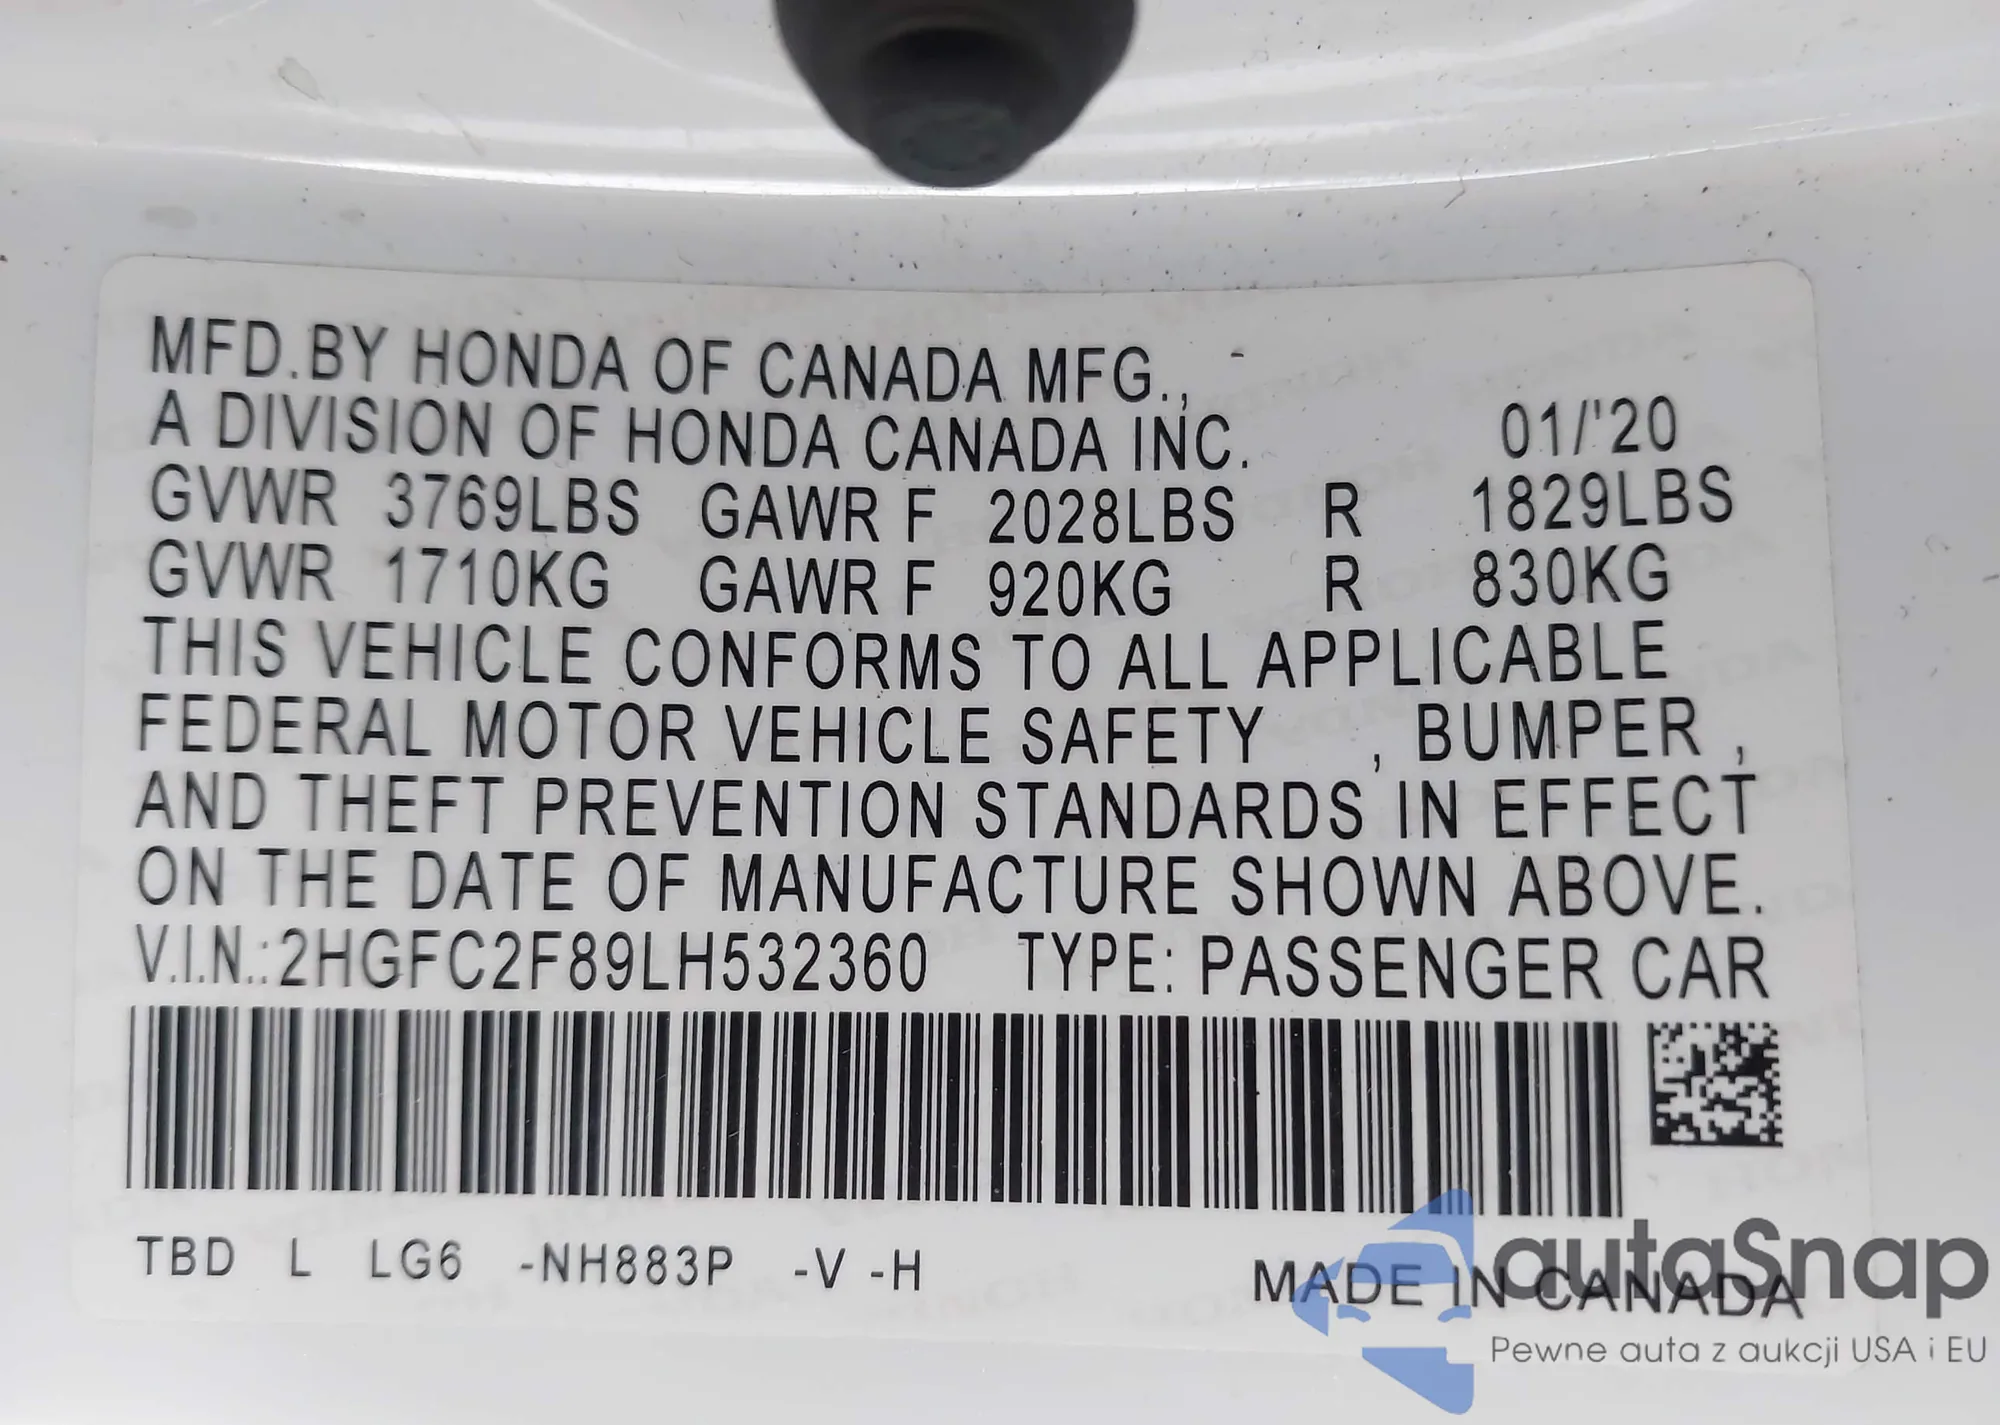 MFD.BY HONDA OF CANADA MFG.,
A DIVISION OF HONDA CANADA INC. 01/'20
GVWR 3769LBS GAWR F 2028LBS R 1829LBS
GVWR 1710KG GAWR F 920KG R 830KG
THIS VEHICLE CONFORMS TO ALL APPLICABLE
FEDERAL MOTOR VEHICLE SAFETY , BUMPER ,
AND THEFT PREVENTION STANDARDS IN EFFECT
ON THE DATE OF MANUFACTURE SHOWN ABOVE.
V.I.N.:2HGFC2F89LH532360 TYPE: PASSENGER CAR
TBD L LG6 -NH883P -V -H
MADE IN CANADA
autoSnap
Pewne auta z aukcji USA i EU